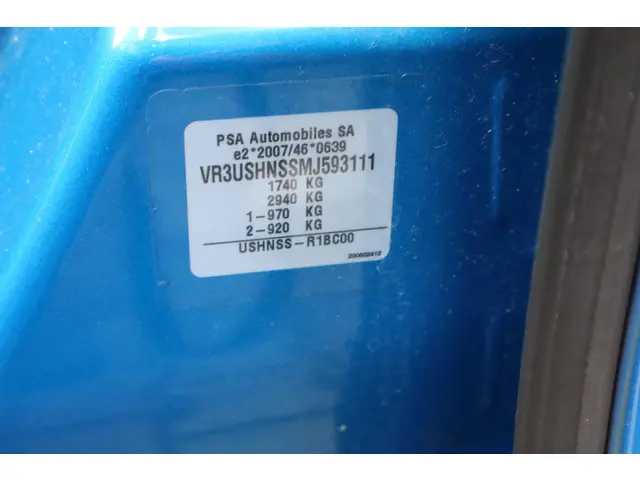 PSA Automobiles SA
e2*2007/46*0639
VR3USHNSSMJ593111
1740 KG
2940 KG
1-970 KG
2-920 KG
USHNSS-R1BC00